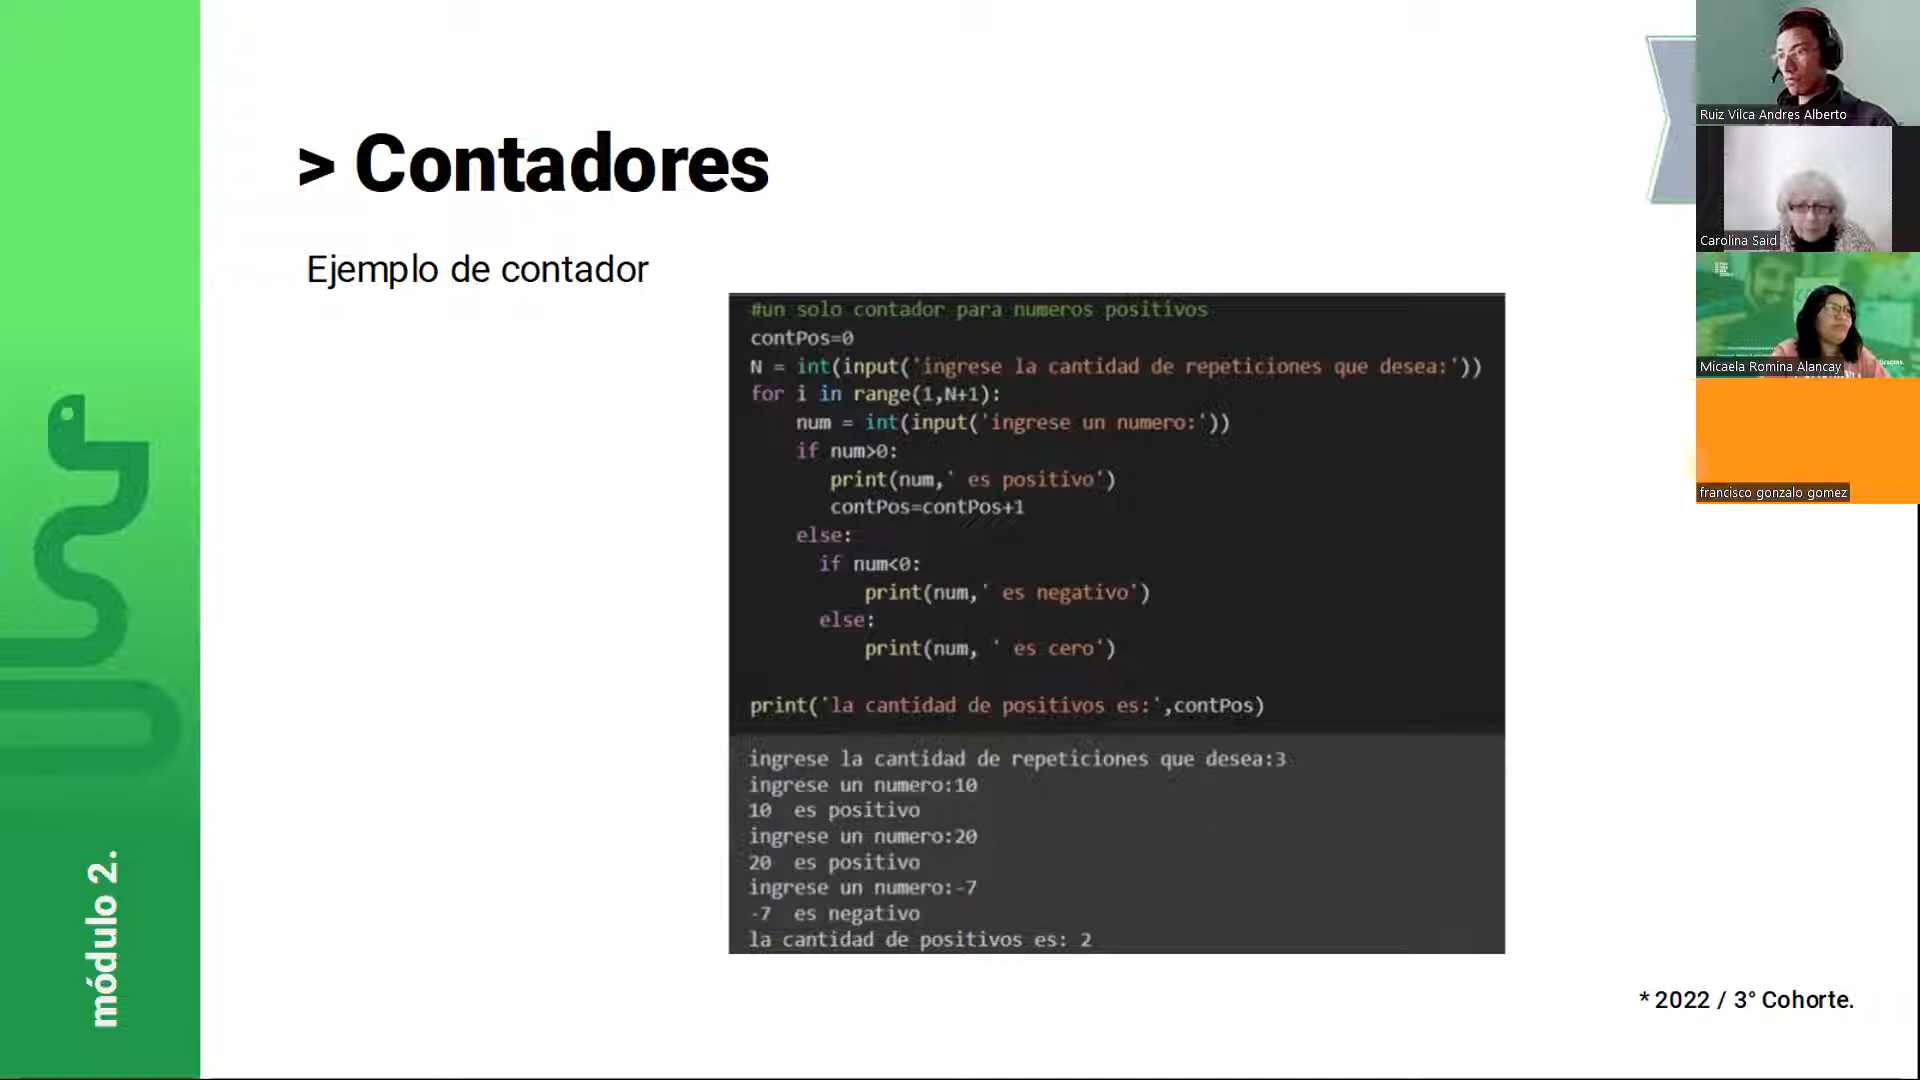 > Contadores
Ejemplo de contador
#un solo contador para numeros positivos
contPos=0
N = int(input('ingrese la cantidad de repeticiones que desea:'))
for i in range(1,N+1):
    num = int(input('ingrese un numero:'))
    if num>0:
       print(num,' es positivo')
       contPos=contPos+1
    else:
      if num<0:
          print(num,' es negativo')
      else:
          print(num, ' es cero')
print('la cantidad de positivos es:',contPos)
ingrese la cantidad de repeticiones que desea:3
ingrese un numero:10
10  es positivo
ingrese un numero:20
20  es positivo
ingrese un numero:-7
-7  es negativo
la cantidad de positivos es: 2
módulo 2.
* 2022 / 3° Cohorte.
Ruiz Vilca Andres Alberto
Carolina Said
Micaela Romina Alancay
francisco gonzalo gomez